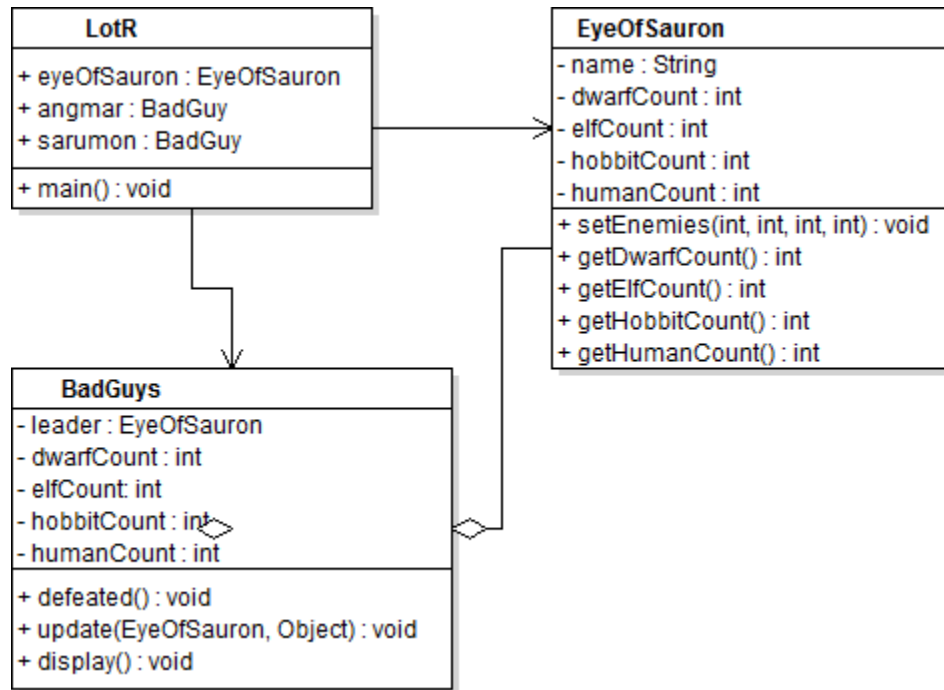 LotR
+ eyeOfSauron : EyeOfSauron
+ angmar : BadGuy
+ sarumon : BadGuy
+ main() : void
EyeOfSauron
- name : String
- dwarfCount : int
- elfCount : int
- hobbitCount : int
- humanCount : int
+ setEnemies(int, int, int, int) : void
+ getDwarfCount() : int
+ getElfCount() : int
+ getHobbitCount() : int
+ getHumanCount() : int
BadGuys
- leader : EyeOfSauron
- dwarfCount : int
- elfCount: int
- hobbitCount : int
- humanCount : int
+ defeated() : void
+ update(EyeOfSauron, Object) : void
+ display() : void